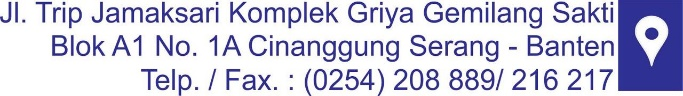 Jl. Trip Jamaksari Komplek Griya Gemilang Sakti
Blok A1 No. 1A Cinanggung Serang - Banten
Telp. / Fax. : (0254) 208 889/ 216 217